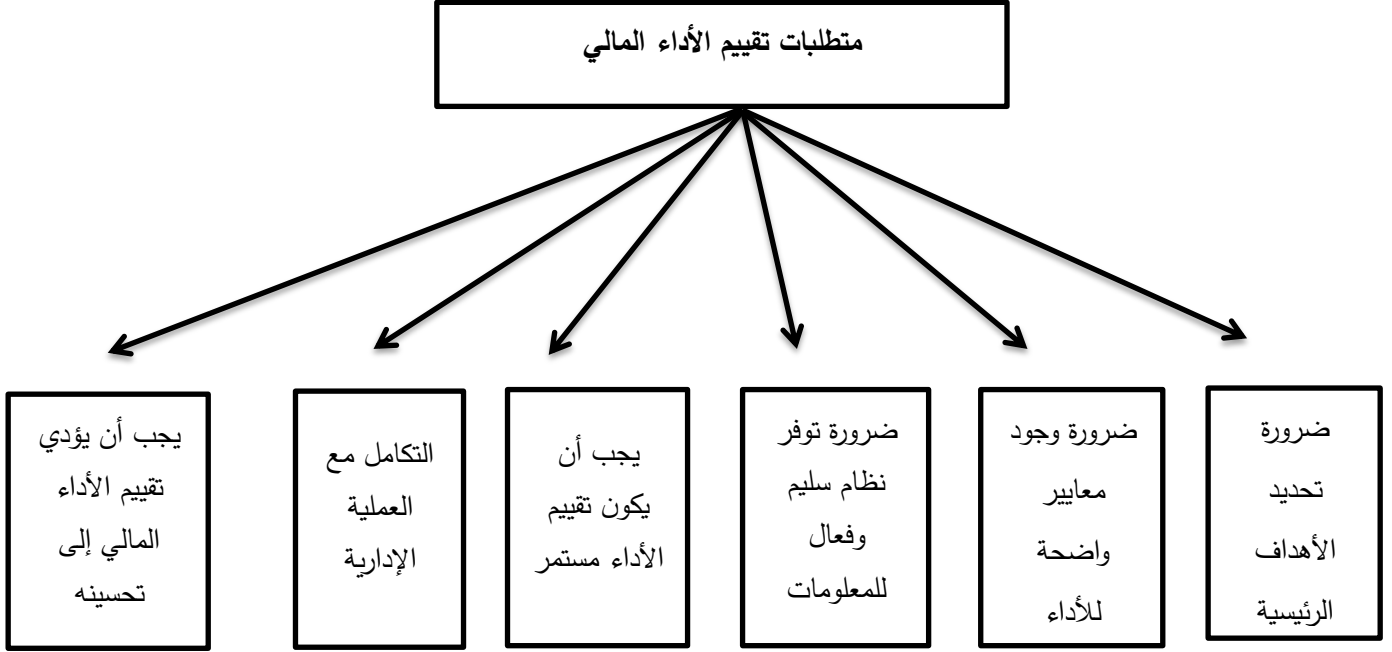 متطلبات تقييم الأداء المالي
ضرورة
تحديد
الأهداف
الرئيسية
ضرورة وجود
معايير
واضحة
للأداء
ضرورة توفر
نظام سليم
وفعال
للمعلومات
يجب أن
يكون تقييم
الأداء مستمر
التكامل مع
العملية
الإدارية
يجب أن يؤدي
تقييم الأداء
المالي إلى
تحسينه